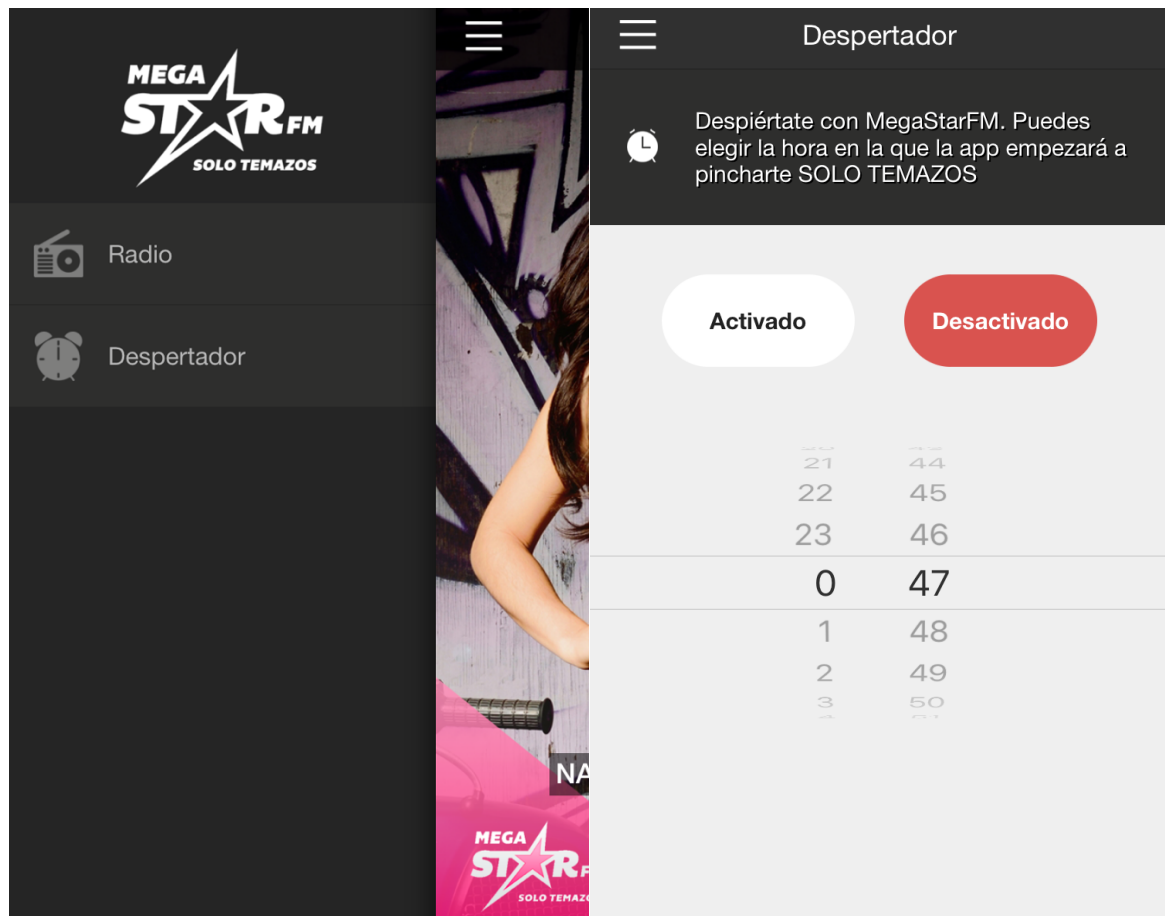 MEGA
STAR FM
SOLO TEMAZOS
Radio
Despertador
NA
MEGA
STAR F
SOLO TEMAZO
Despertador
Despiértate con MegaStarFM. Puedes
elegir la hora en la que la app empezará a
pincharte SOLO TEMAZOS
Activado Desactivado
21 44
22 45
23 46
0 47
1 48
2 49
3 50